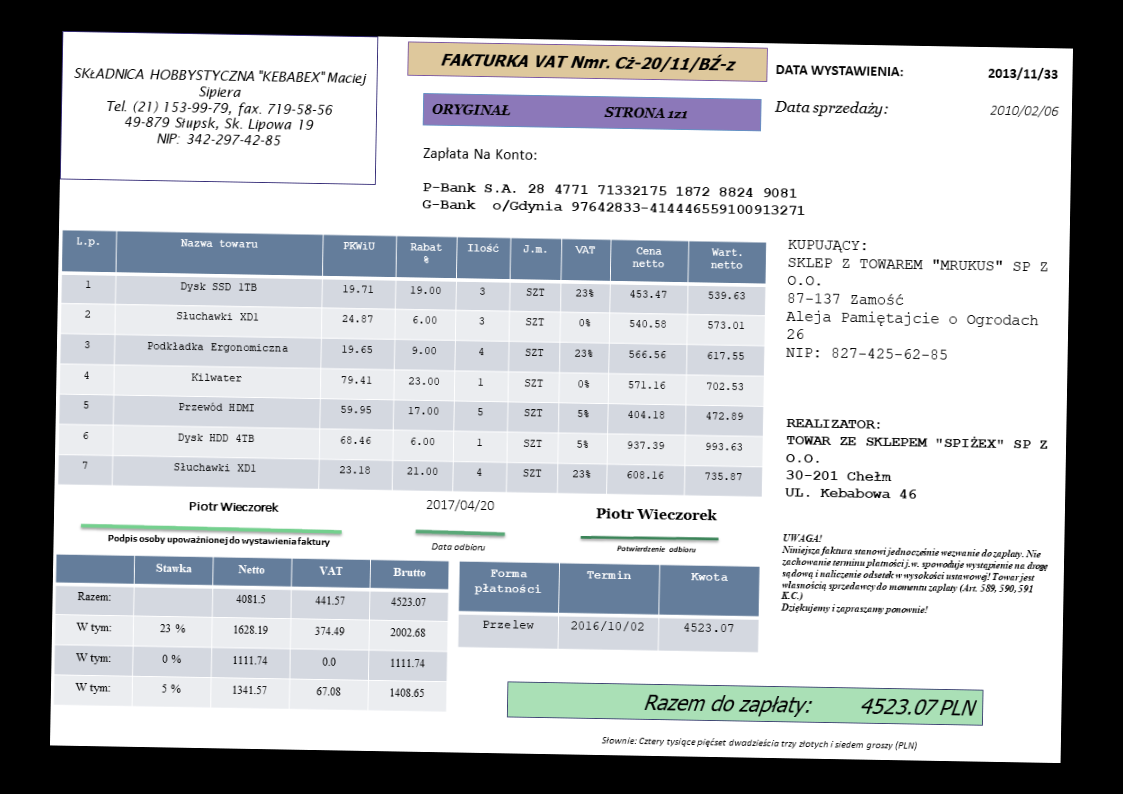 SKŁADNICA HOBBYSTYCZNA "KEBABEX" Maciej
Sipiera
Tel. (21) 153-99-79, fax. 719-58-56
49-879 Słupsk, Sk. Lipowa 19
NIP: 342-297-42-85
FAKTURKA VAT Nmr. Cż-20/11/BŹ-z
ORYGINAŁ STRONA 1z1
DATA WYSTAWIENIA: 2013/11/33
Data sprzedaży: 2010/02/06
Zapłata Na Konto:
P-Bank S.A. 28 4771 71332175 1872 8824 9081
G-Bank o/Gdynia 97642833-414446559100913271
L.p. Nazwa towaru PKWiU Rabat % Ilość J.m. VAT Cena netto Wart. netto
1 Dysk SSD 1TB 19.71 19.00 3 SZT 23% 453.47 539.63
2 Słuchawki XD1 24.87 6.00 3 SZT 0% 540.58 573.01
3 Podkładka Ergonomiczna 19.65 9.00 4 SZT 23% 566.56 617.55
4 Kilwater 79.41 23.00 1 SZT 0% 571.16 702.53
5 Przewód HDMI 59.95 17.00 5 SZT 5% 404.18 472.89
6 Dysk HDD 4TB 68.46 6.00 1 SZT 5% 937.39 993.63
7 Słuchawki XD1 23.18 21.00 4 SZT 23% 608.16 735.87
KUPUJĄCY:
SKLEP Z TOWAREM "MRUKUS" SP Z
O.O.
87-137 Zamość
Aleja Pamiętajcie o Ogrodach
26
NIP: 827-425-62-85
REALIZATOR:
TOWAR ZE SKLEPEM "SPIŻEX" SP Z
O.O.
30-201 Chełm
UL. Kebabowa 46
Piotr Wieczorek
Podpis osoby upoważnionej do wystawienia faktury
2017/04/20
Data odbioru
Piotr Wieczorek
Potwierdzenie odbioru
UWAGA!
Niniejsza faktura stanowi jednocześnie wezwanie do zapłaty. Nie
zachowanie terminu płatności j.w. spowoduje wystąpienie na drogę
sądową i naliczenie odsetek w wysokości ustawowej! Towar jest
własnością sprzedawcy do momentu zapłaty (Art. 589, 590, 591
K.C.)
Dziękujemy i zapraszamy ponownie!
Stawka Netto VAT Brutto
Razem: 4081.5 441.57 4523.07
W tym: 23 % 1628.19 374.49 2002.68
W tym: 0 % 1111.74 0.0 1111.74
W tym: 5 % 1341.57 67.08 1408.65
Forma płatności Termin Kwota
Przelew 2016/10/02 4523.07
Razem do zapłaty: 4523.07 PLN
Słownie: Cztery tysiące pięćset dwadzieścia trzy złotych i siedem groszy (PLN)